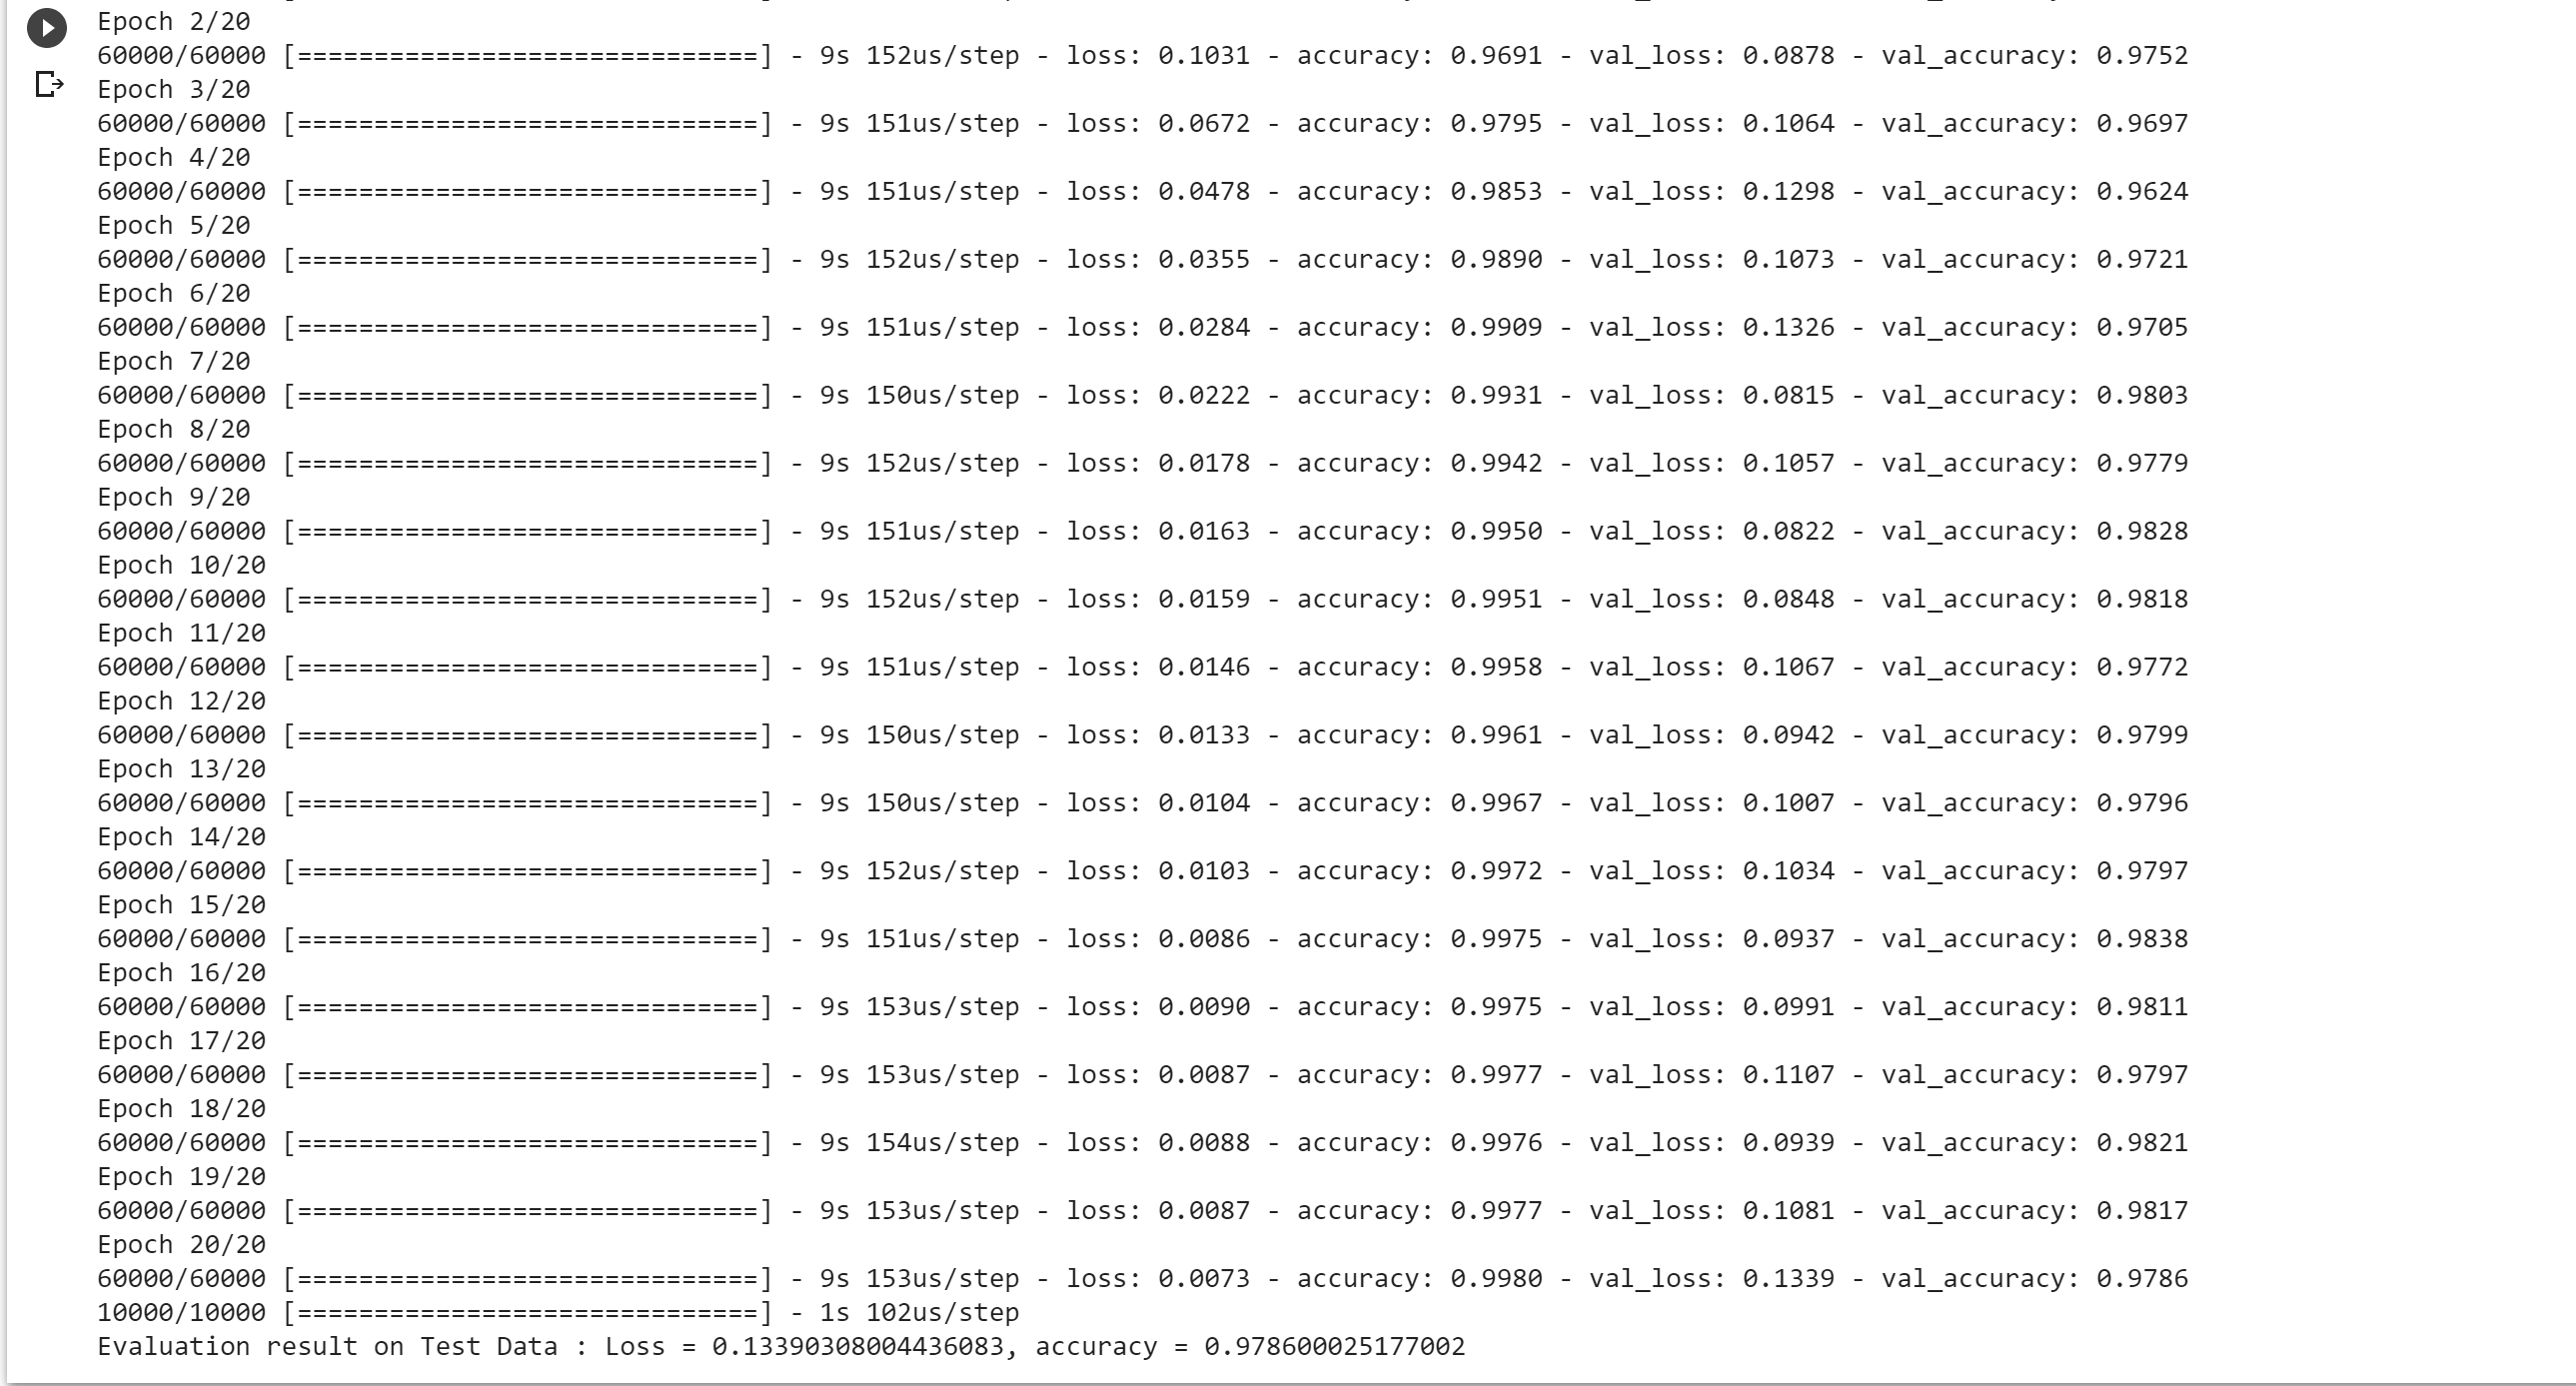 Epoch 2/20
60000/60000 [==============================] - 9s 152us/step - loss: 0.1031 - accuracy: 0.9691 - val_loss: 0.0878 - val_accuracy: 0.9752
Epoch 3/20
60000/60000 [==============================] - 9s 151us/step - loss: 0.0672 - accuracy: 0.9795 - val_loss: 0.1064 - val_accuracy: 0.9697
Epoch 4/20
60000/60000 [==============================] - 9s 151us/step - loss: 0.0478 - accuracy: 0.9853 - val_loss: 0.1298 - val_accuracy: 0.9624
Epoch 5/20
60000/60000 [==============================] - 9s 152us/step - loss: 0.0355 - accuracy: 0.9890 - val_loss: 0.1073 - val_accuracy: 0.9721
Epoch 6/20
60000/60000 [==============================] - 9s 151us/step - loss: 0.0284 - accuracy: 0.9909 - val_loss: 0.1326 - val_accuracy: 0.9705
Epoch 7/20
60000/60000 [==============================] - 9s 150us/step - loss: 0.0222 - accuracy: 0.9931 - val_loss: 0.0815 - val_accuracy: 0.9803
Epoch 8/20
60000/60000 [==============================] - 9s 152us/step - loss: 0.0178 - accuracy: 0.9942 - val_loss: 0.1057 - val_accuracy: 0.9779
Epoch 9/20
60000/60000 [==============================] - 9s 151us/step - loss: 0.0163 - accuracy: 0.9950 - val_loss: 0.0822 - val_accuracy: 0.9828
Epoch 10/20
60000/60000 [==============================] - 9s 152us/step - loss: 0.0159 - accuracy: 0.9951 - val_loss: 0.0848 - val_accuracy: 0.9818
Epoch 11/20
60000/60000 [==============================] - 9s 151us/step - loss: 0.0146 - accuracy: 0.9958 - val_loss: 0.1067 - val_accuracy: 0.9772
Epoch 12/20
60000/60000 [==============================] - 9s 150us/step - loss: 0.0133 - accuracy: 0.9961 - val_loss: 0.0942 - val_accuracy: 0.9799
Epoch 13/20
60000/60000 [==============================] - 9s 150us/step - loss: 0.0104 - accuracy: 0.9967 - val_loss: 0.1007 - val_accuracy: 0.9796
Epoch 14/20
60000/60000 [==============================] - 9s 152us/step - loss: 0.0103 - accuracy: 0.9972 - val_loss: 0.1034 - val_accuracy: 0.9797
Epoch 15/20
60000/60000 [==============================] - 9s 151us/step - loss: 0.0086 - accuracy: 0.9975 - val_loss: 0.0937 - val_accuracy: 0.9838
Epoch 16/20
60000/60000 [==============================] - 9s 153us/step - loss: 0.0090 - accuracy: 0.9975 - val_loss: 0.0991 - val_accuracy: 0.9811
Epoch 17/20
60000/60000 [==============================] - 9s 153us/step - loss: 0.0087 - accuracy: 0.9977 - val_loss: 0.1107 - val_accuracy: 0.9797
Epoch 18/20
60000/60000 [==============================] - 9s 154us/step - loss: 0.0088 - accuracy: 0.9976 - val_loss: 0.0939 - val_accuracy: 0.9821
Epoch 19/20
60000/60000 [==============================] - 9s 153us/step - loss: 0.0087 - accuracy: 0.9977 - val_loss: 0.1081 - val_accuracy: 0.9817
Epoch 20/20
60000/60000 [==============================] - 9s 153us/step - loss: 0.0073 - accuracy: 0.9980 - val_loss: 0.1339 - val_accuracy: 0.9786
10000/10000 [==============================] - 1s 102us/step
Evaluation result on Test Data : Loss = 0.13390308004436083, accuracy = 0.978600025177002